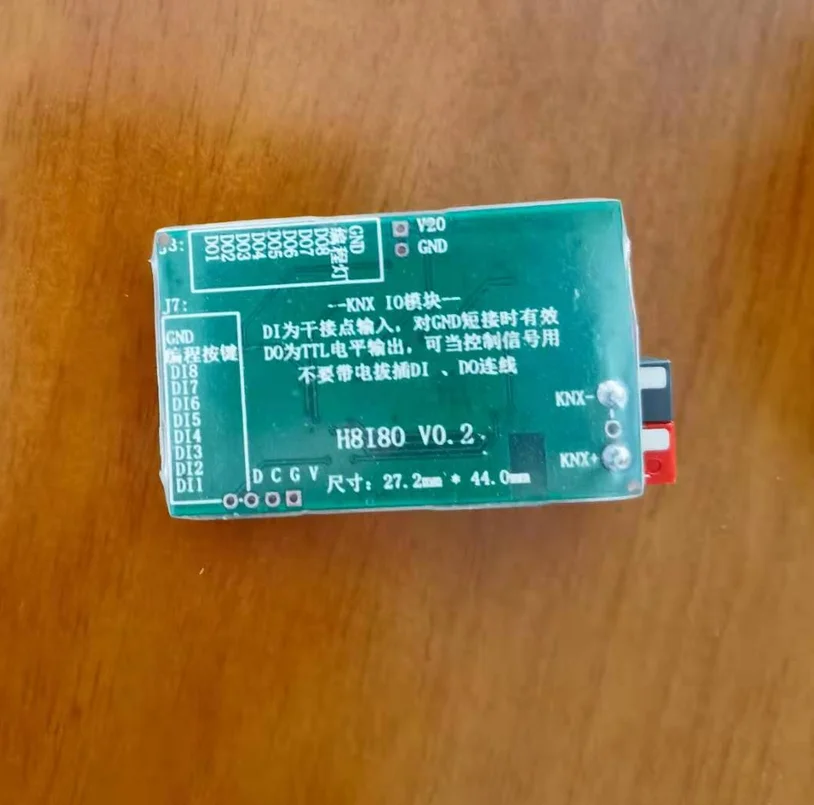 J3:
DO1
DO2
DO3
DO4
DO5
DO6
DO7
DO8
编程灯
GND
V20
GND
J7:
GND
编程按键
DI8
DI7
DI6
DI5
DI4
DI3
DI2
DI1
--KNX IO模块--
DI为干接点输入，对GND短接时有效
DO为TTL电平输出，可当控制信号用
不要带电拔插DI 、DO连线
KNX-
H8I8O V0.2
KNX+
D C G V
尺寸：27.2mm * 44.0mm